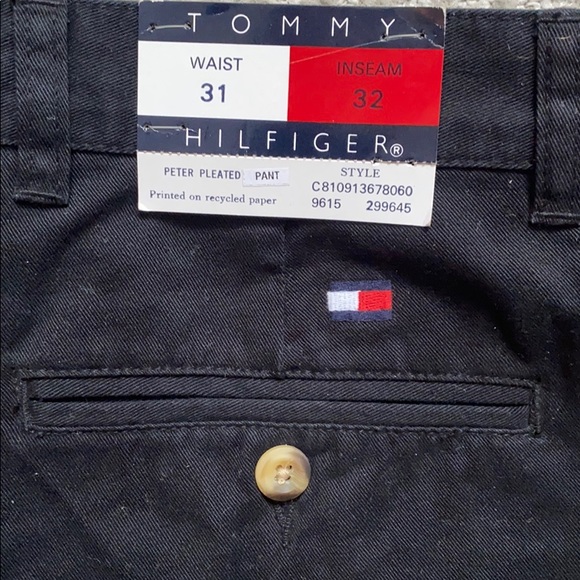 TOMMY
WAIST INSEAM
31 32
HILFIGER®
PETER PLEATED PANT STYLE
C810913678060
Printed on recycled paper 9615 299645